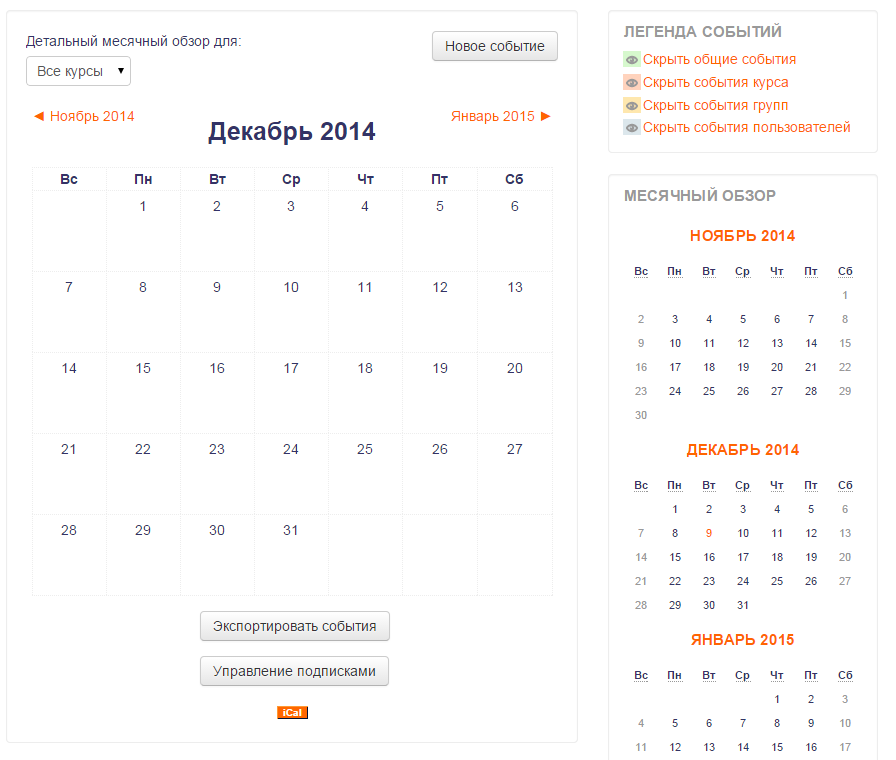 Детальный месячный обзор для:
Новое событие
Все курсы ▼
◄ Ноябрь 2014
Январь 2015 ►
Декабрь 2014
Вс Пн Вт Ср Чт Пт Сб
1 2 3 4 5 6
7 8 9 10 11 12 13
14 15 16 17 18 19 20
21 22 23 24 25 26 27
28 29 30 31
Экспортировать события
Управление подписками
iCal
ЛЕГЕНДА СОБЫТИЙ
Скрыть общие события
Скрыть события курса
Скрыть события групп
Скрыть события пользователей
МЕСЯЧНЫЙ ОБЗОР
НОЯБРЬ 2014
Вс Пн Вт Ср Чт Пт Сб
1
2 3 4 5 6 7 8
9 10 11 12 13 14 15
16 17 18 19 20 21 22
23 24 25 26 27 28 29
30
ДЕКАБРЬ 2014
Вс Пн Вт Ср Чт Пт Сб
1 2 3 4 5 6
7 8 9 10 11 12 13
14 15 16 17 18 19 20
21 22 23 24 25 26 27
28 29 30 31
ЯНВАРЬ 2015
Вс Пн Вт Ср Чт Пт Сб
1 2 3
4 5 6 7 8 9 10
11 12 13 14 15 16 17